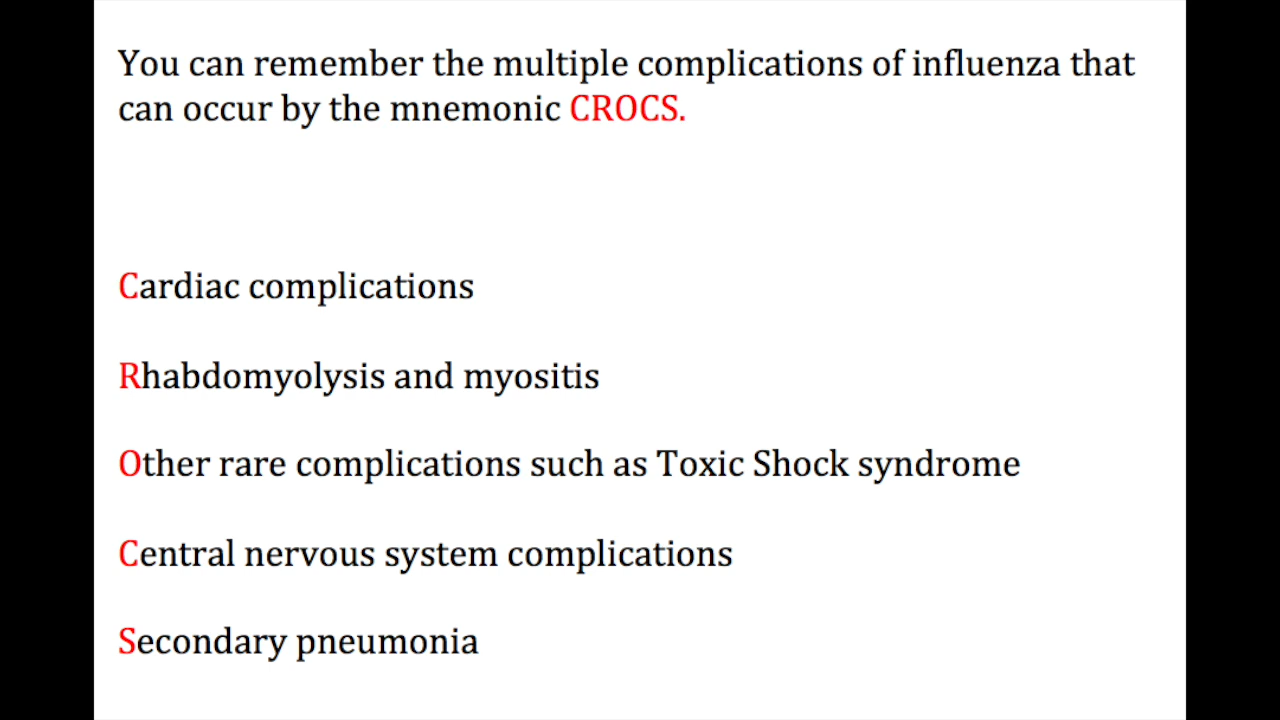 You can remember the multiple complications of influenza that
can occur by the mnemonic CROCS.
Cardiac complications
Rhabdomyolysis and myositis
Other rare complications such as Toxic Shock syndrome
Central nervous system complications
Secondary pneumonia